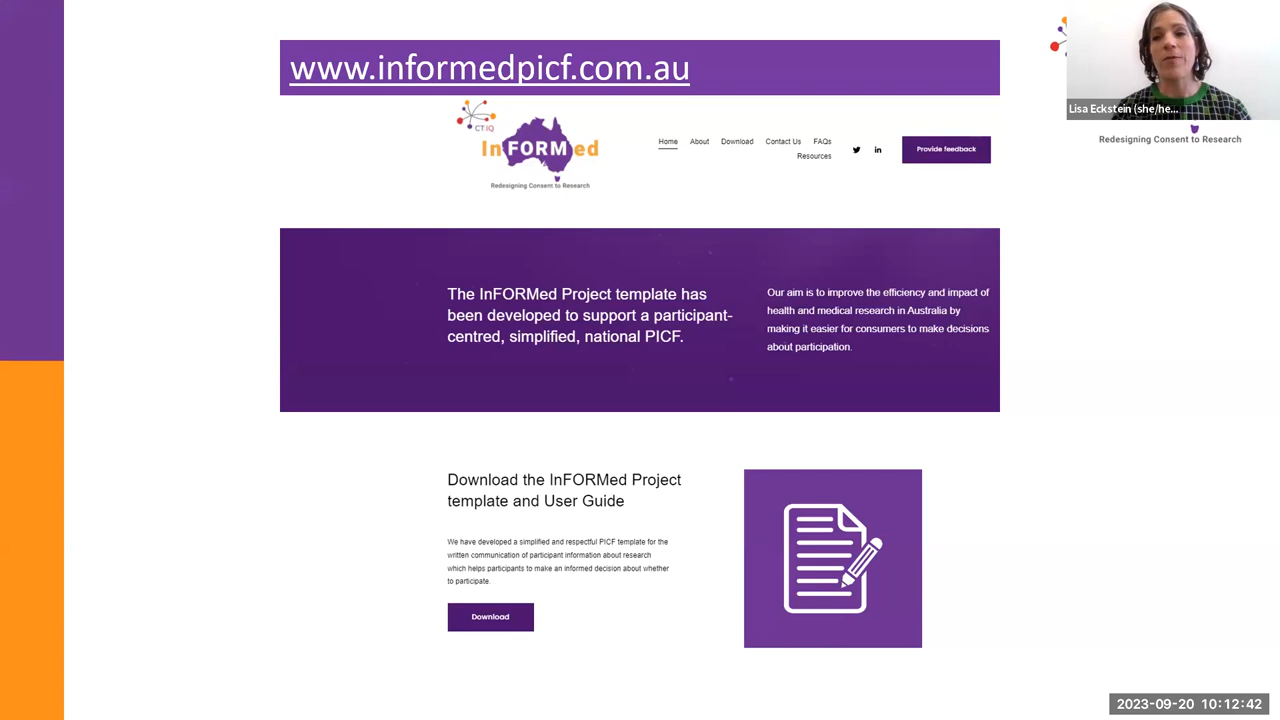 www.informedpicf.com.au
Lisa Eckstein (she/he...
CT:IQ
InFORMed
Redesigning Consent to Research
Home About Download Contact Us FAQs
Resources
Provide feedback
Redesigning Consent to Research
The InFORMed Project template has
been developed to support a participant-
centred, simplified, national PICF.
Our aim is to improve the efficiency and impact of
health and medical research in Australia by
making it easier for consumers to make decisions
about participation.
Download the InFORMed Project
template and User Guide
We have developed a simplified and respectful PICF template for the
written communication of participant information about research
which helps participants to make an informed decision about whether
to participate.
Download
2023-09-20 10:12:42